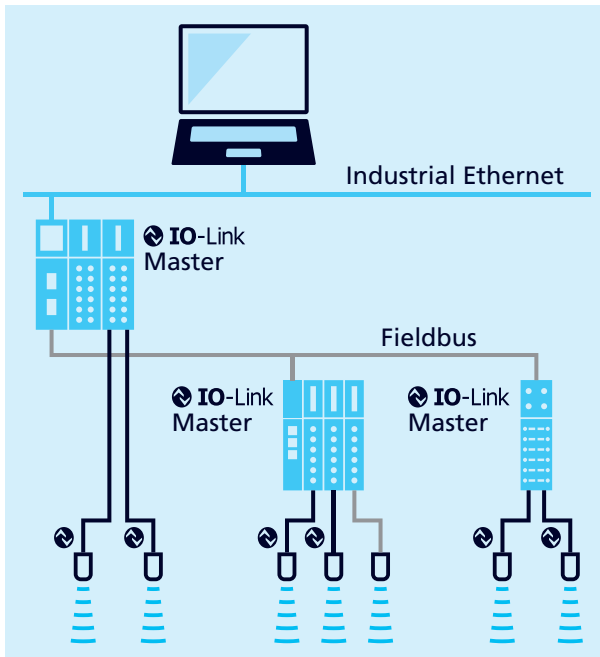 Industrial Ethernet
IO-Link
Master
Fieldbus
IO-Link
Master
IO-Link
Master